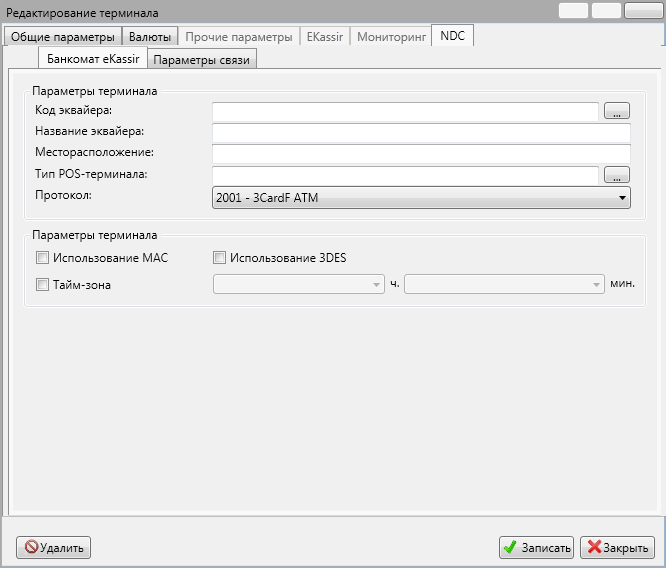 Редактирование терминала
Общие параметры Валюты Прочие параметры EKassir Мониторинг NDC
Банкомат eKassir Параметры связи
Параметры терминала
Код эквайера: ...
Название эквайера:
Месторасположение:
Тип POS-терминала: ...
Протокол: 2001 - 3CardF ATM
Параметры терминала
Использование MAC Использование 3DES
Тайм-зона ч. мин.
Удалить Записать Закрыть